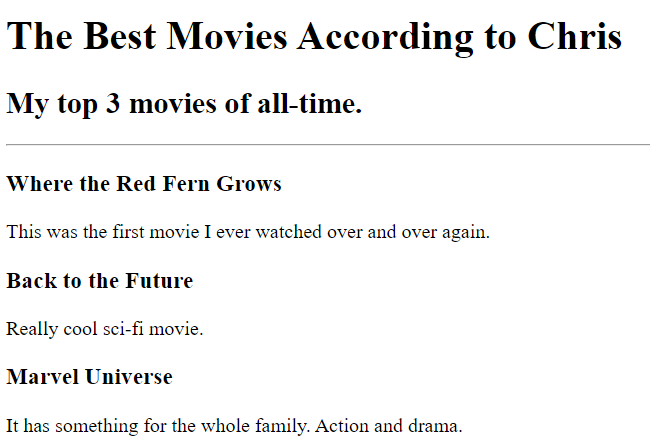 The Best Movies According to Chris
My top 3 movies of all-time.
Where the Red Fern Grows
This was the first movie I ever watched over and over again.
Back to the Future
Really cool sci-fi movie.
Marvel Universe
It has something for the whole family. Action and drama.